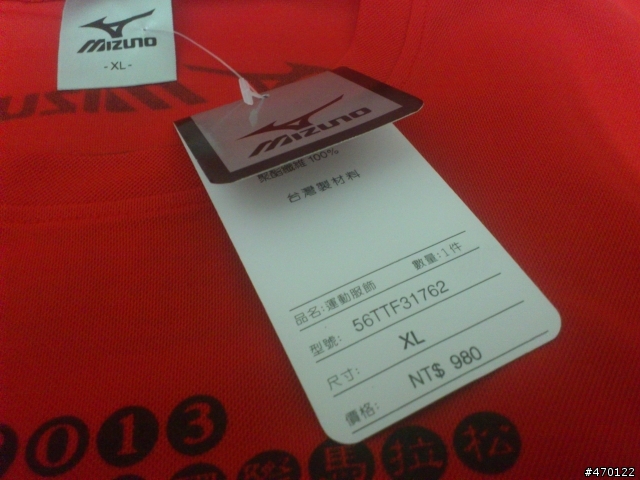 MIZUNO
- XL -
MIZUNO
聚酯纖維 100%
台灣製材料
品名:運動服飾 數量:1件
型號: 56TTF31762
尺寸: XL
價格: NT$ 980
2013
馬拉松
#470122